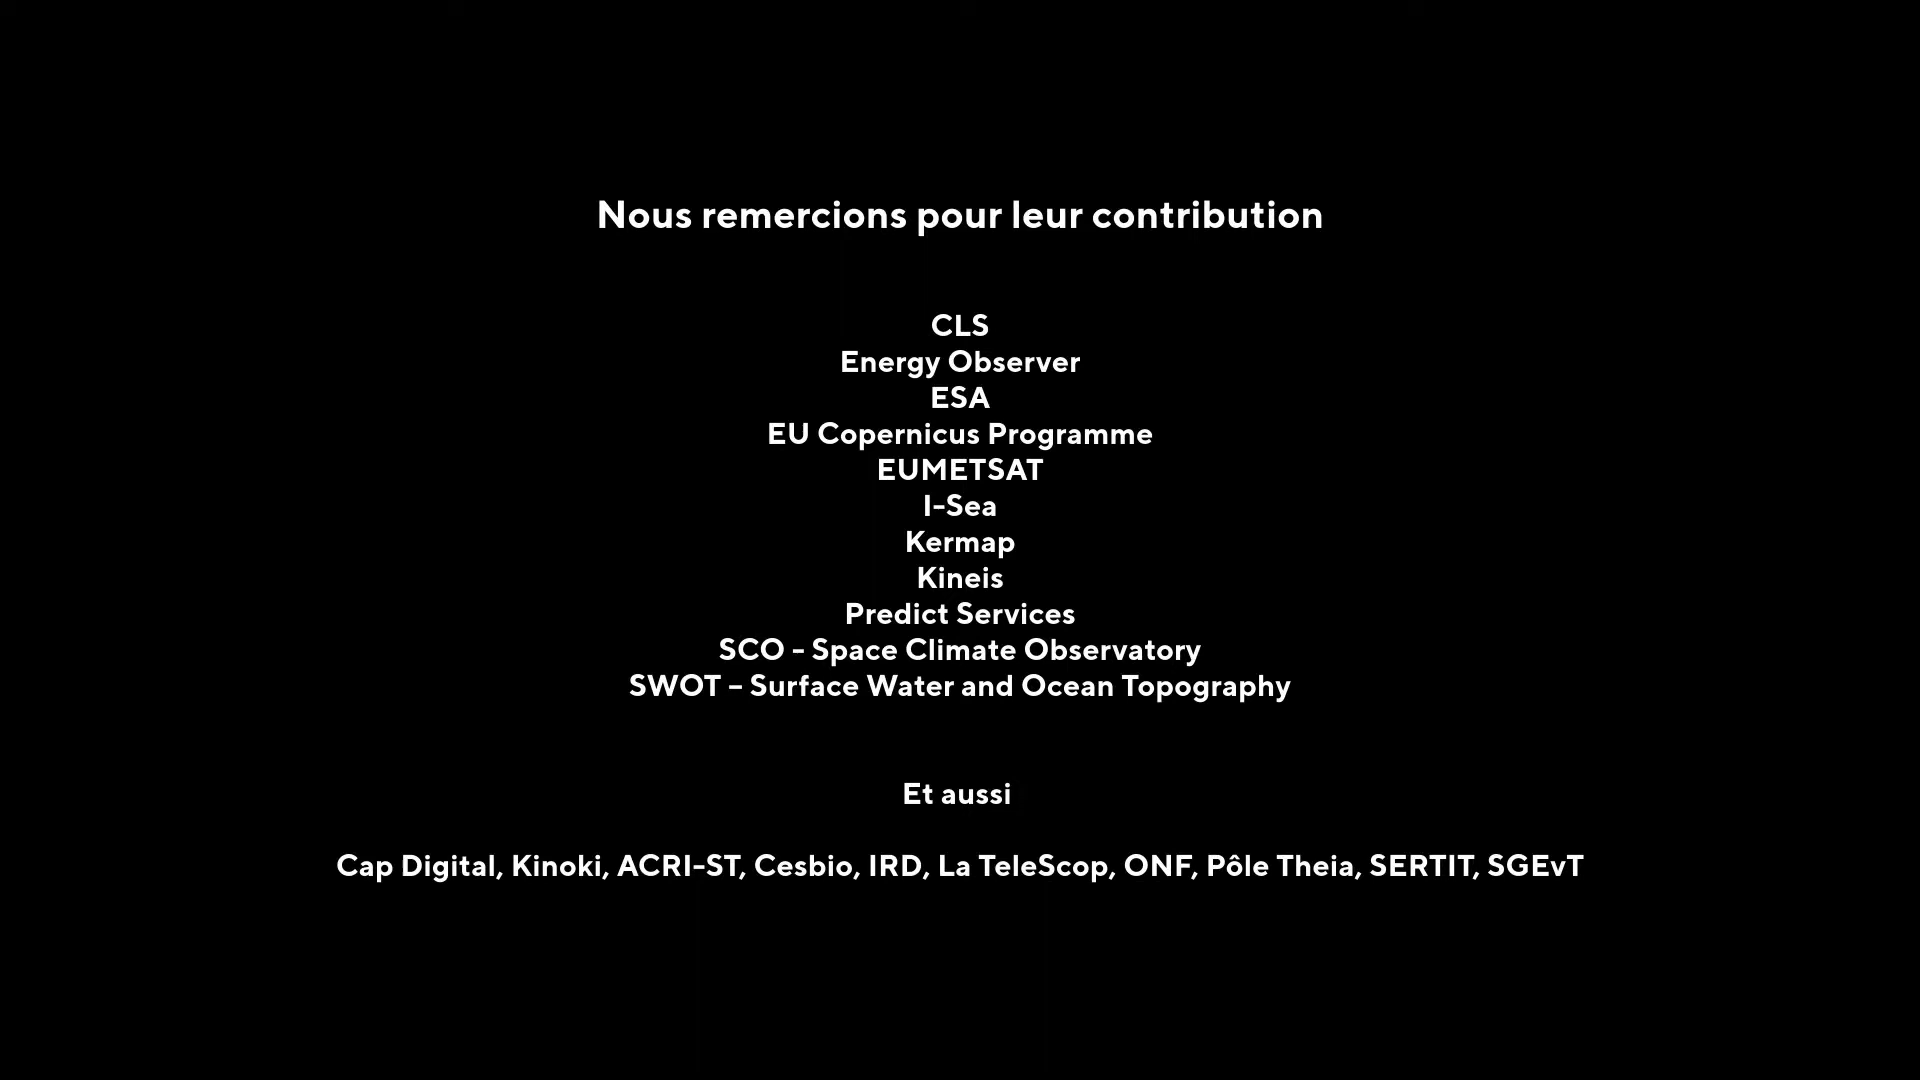 Nous remercions pour leur contribution
CLS
Energy Observer
ESA
EU Copernicus Programme
EUMETSAT
I-Sea
Kermap
Kineis
Predict Services
SCO - Space Climate Observatory
SWOT – Surface Water and Ocean Topography
Et aussi
Cap Digital, Kinoki, ACRI-ST, Cesbio, IRD, La TeleScop, ONF, Pôle Theia, SERTIT, SGEvT